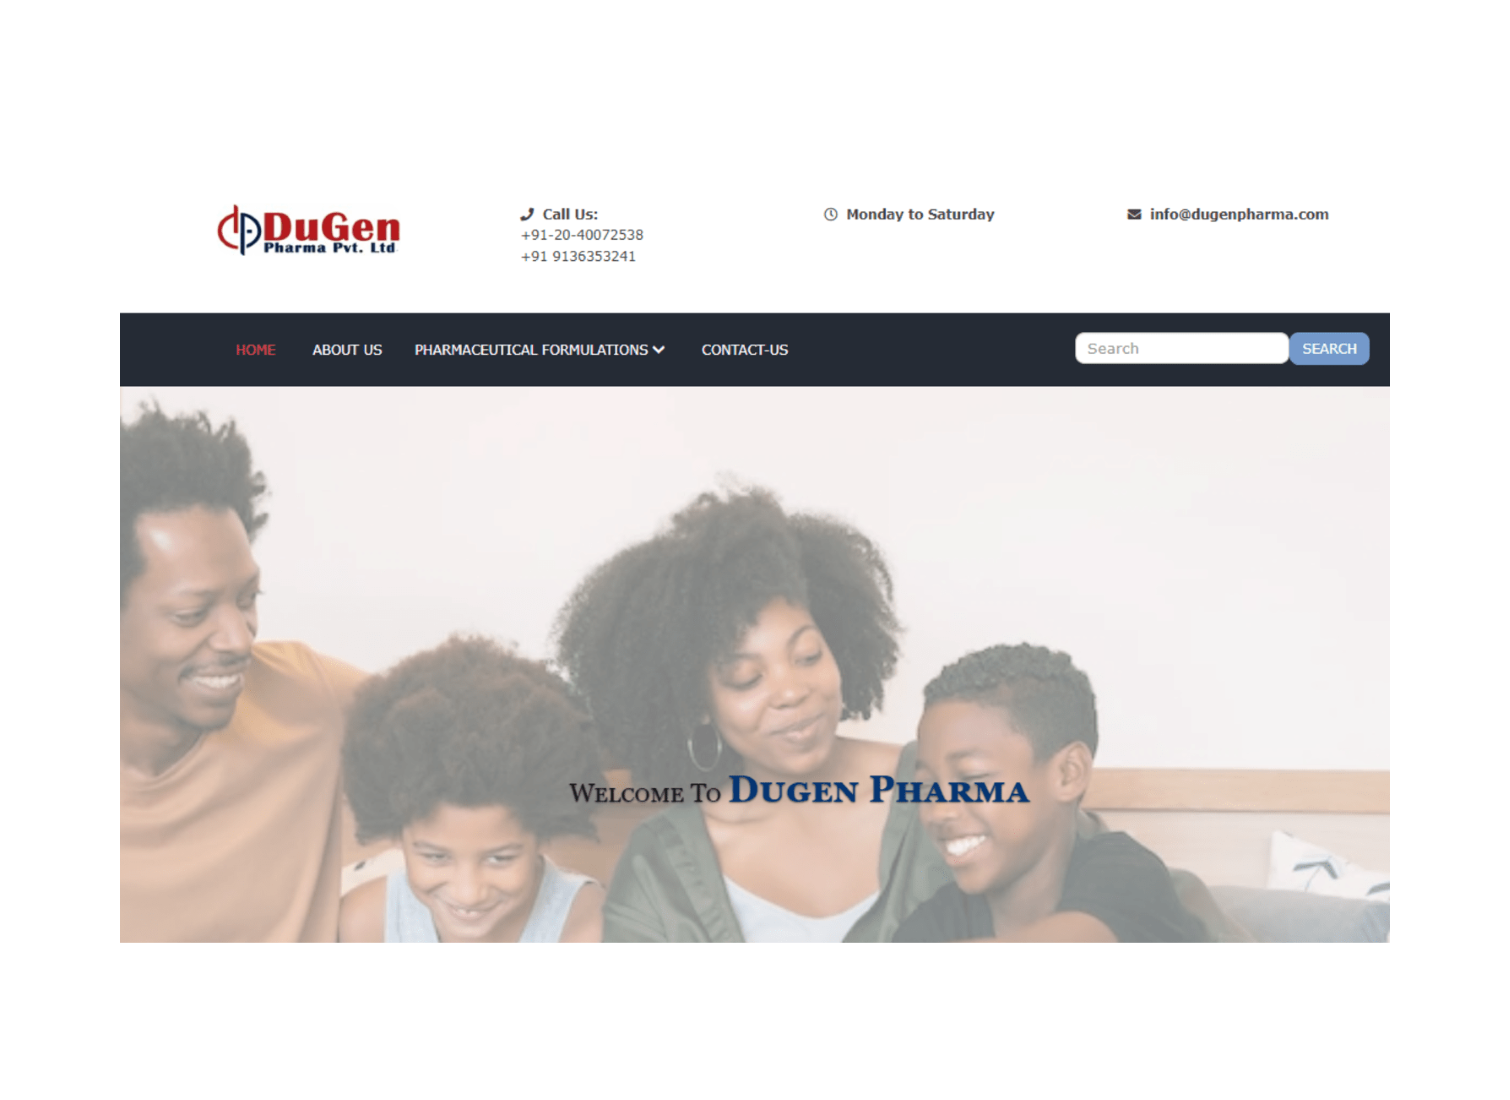 DuGen
Pharma Pvt. Ltd
Call Us:
+91-20-40072538
+91 9136353241
Monday to Saturday
info@dugenpharma.com
HOME ABOUT US PHARMACEUTICAL FORMULATIONS CONTACT-US Search SEARCH
Welcome To Dugen Pharma